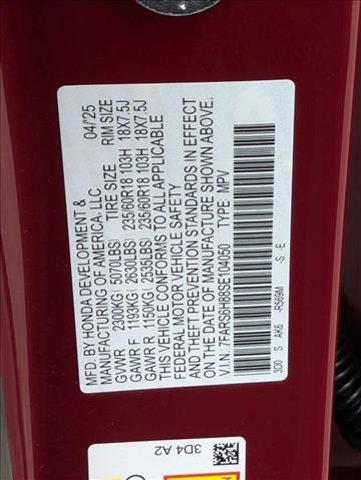 MFD. BY HONDA DEVELOPMENT & 04/'25
MANUFACTURING OF AMERICA, LLC
TIRE SIZE RIM SIZE
GVWR 2300KG( 5070LBS)
GAWR F 1193KG( 2630LBS) 235/60R18 103H 18X7.5J
GAWR R 1150KG( 2535LBS) 235/60R18 103H 18X7.5J
THIS VEHICLE CONFORMS TO ALL APPLICABLE
FEDERAL MOTOR VEHICLE SAFETY
AND THEFT PREVENTION STANDARDS IN EFFECT
ON THE DATE OF MANUFACTURE SHOWN ABOVE.
V.I.N. 7FARS6H88SE104050 TYPE MPV
3D0 S AK6 -R569M -S -E
3D4 A2